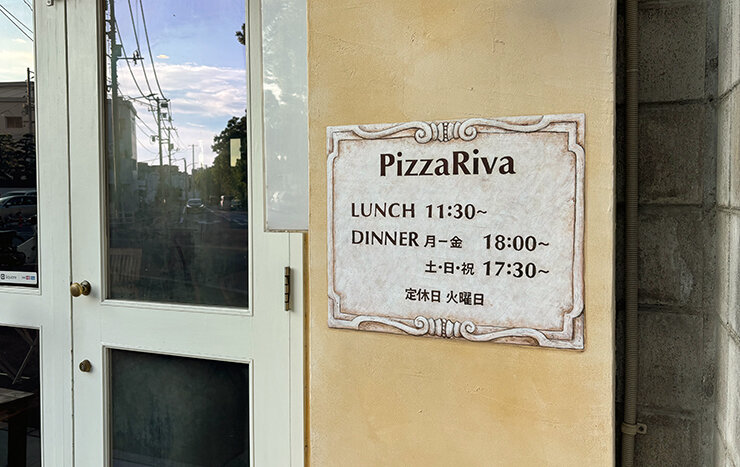 PizzaRiva
LUNCH 11:30~
DINNER 月ー金 18:00~
土・日・祝 17:30~
定休日 火曜日